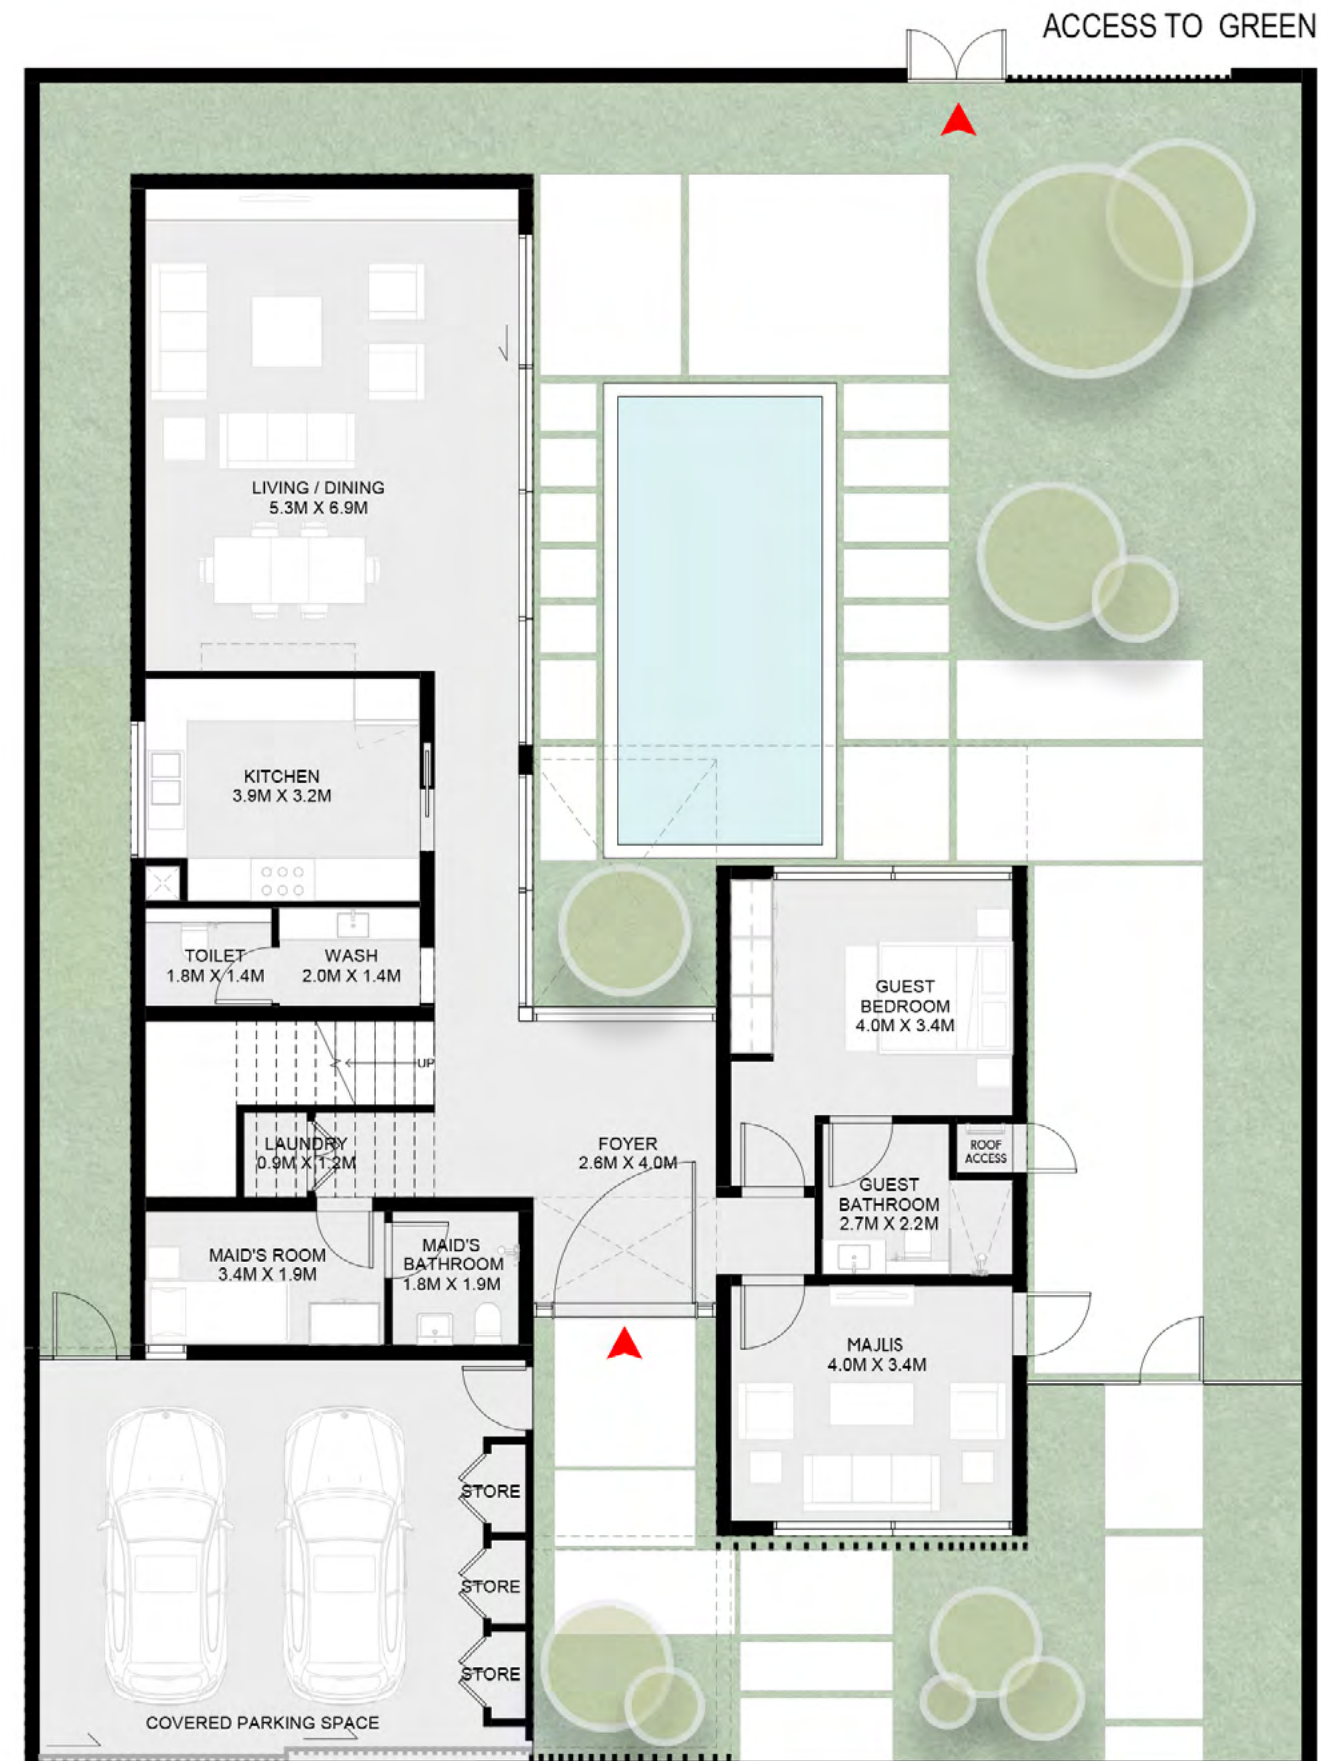 ACCESS TO GREEN
LIVING / DINING
5.3M X 6.9M
KITCHEN
3.9M X 3.2M
TOILET
1.8M X 1.4M
WASH
2.0M X 1.4M
GUEST
BEDROOM
4.0M X 3.4M
UP
LAUNDRY
0.9M X 1.2M
FOYER
2.6M X 4.0M
ROOF
ACCESS
GUEST
BATHROOM
2.7M X 2.2M
MAID'S ROOM
3.4M X 1.9M
MAID'S
BATHROOM
1.8M X 1.9M
MAJLIS
4.0M X 3.4M
STORE
STORE
STORE
COVERED PARKING SPACE